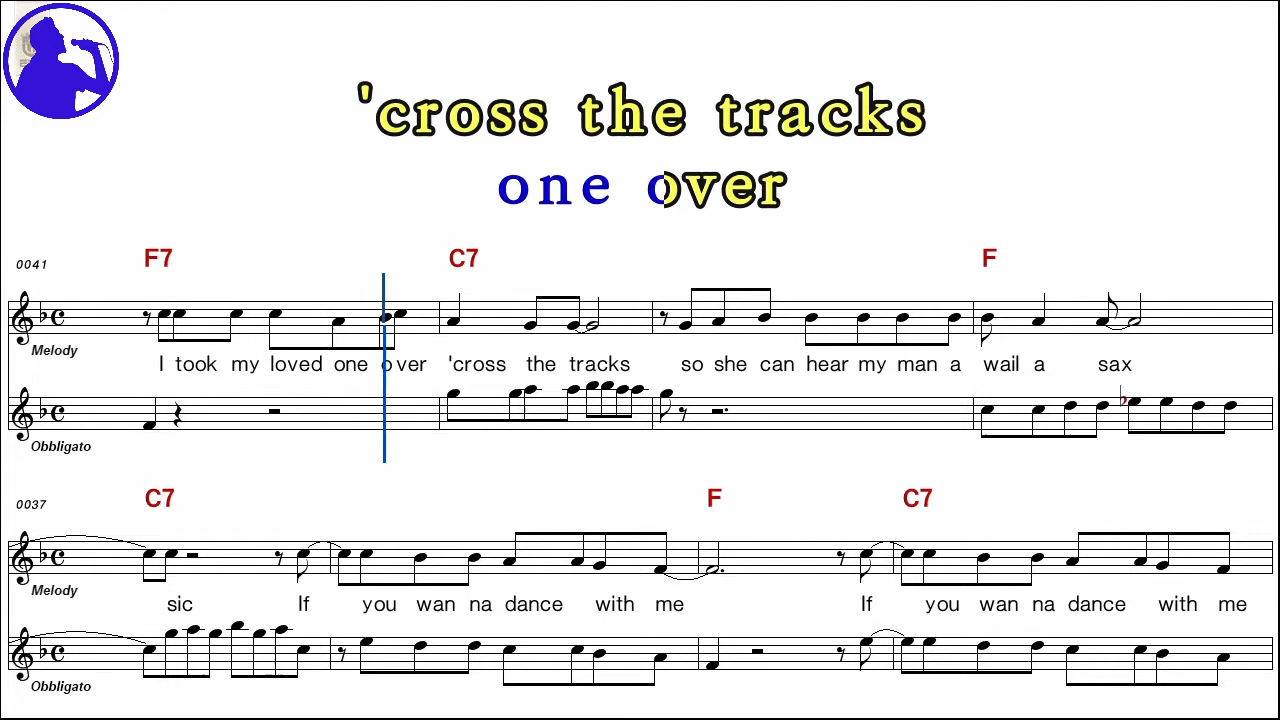 'cross the tracks
one over
0041 F7 C7 F
Melody
I took my loved one over 'cross the tracks so she can hear my man a wail a sax
Obbligato
0037 C7 F C7
Melody
sic If you wan na dance with me If you wan na dance with me
Obbligato